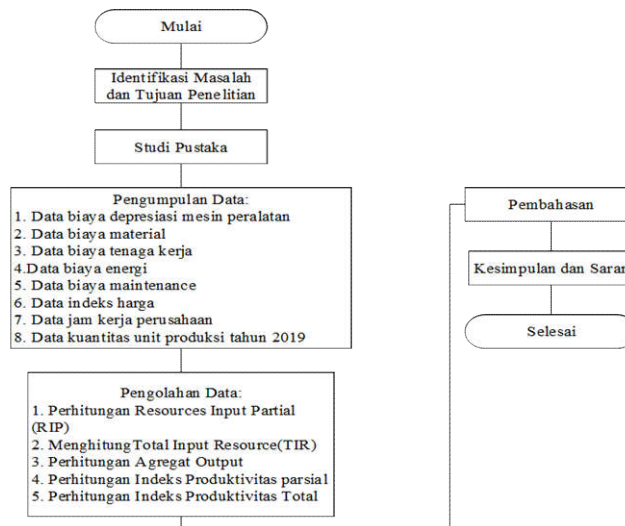 Mulai
Identifikasi Masalah
dan Tujuan Penelitian
Studi Pustaka
Pengumpulan Data:
1. Data biaya depresiasi mesin peralatan
2. Data biaya material
3. Data biaya tenaga kerja
4.Data biaya energi
5. Data biaya maintenance
6. Data indeks harga
7. Data jam kerja perusahaan
8. Data kuantitas unit produksi tahun 2019
Pengolahan Data:
1. Perhitungan Resources Input Partial
(RIP)
2. MenghitungTotal Input Resource(TIR)
3. Perhitungan Agregat Output
4. Perhitungan Indeks Produktivitas parsial
5. Perhitungan Indeks Produktivitas Total
Pembahasan
Kesimpulan dan Saran
Selesai